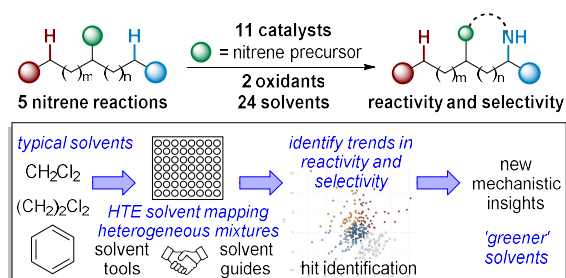 H H
( )m ( )n
5 nitrene reactions
11 catalysts
= nitrene precursor
2 oxidants
24 solvents
H NH
( )m ( )n
reactivity and selectivity
typical solvents
CH2Cl2
(CH2)2Cl2
HTE solvent mapping
heterogeneous mixtures
solvent
tools
solvent
guides
identify trends in
reactivity and
selectivity
hit identification
new
mechanistic
insights
'greener'
solvents